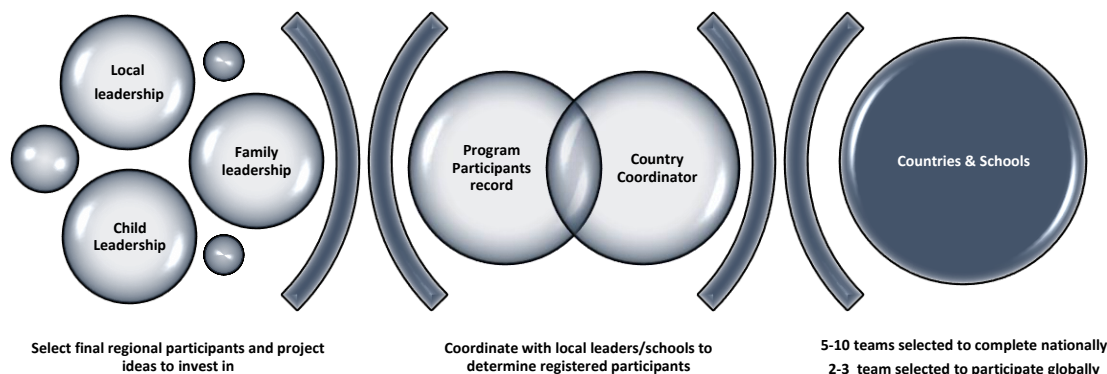 Local
leadership
Family
leadership
Child
Leadership
Program
Participants
record
Country
Coordinator
Countries & Schools
Select final regional participants and project
ideas to invest in
Coordinate with local leaders/schools to
determine registered participants
5-10 teams selected to complete nationally
2-3 team selected to participate globally